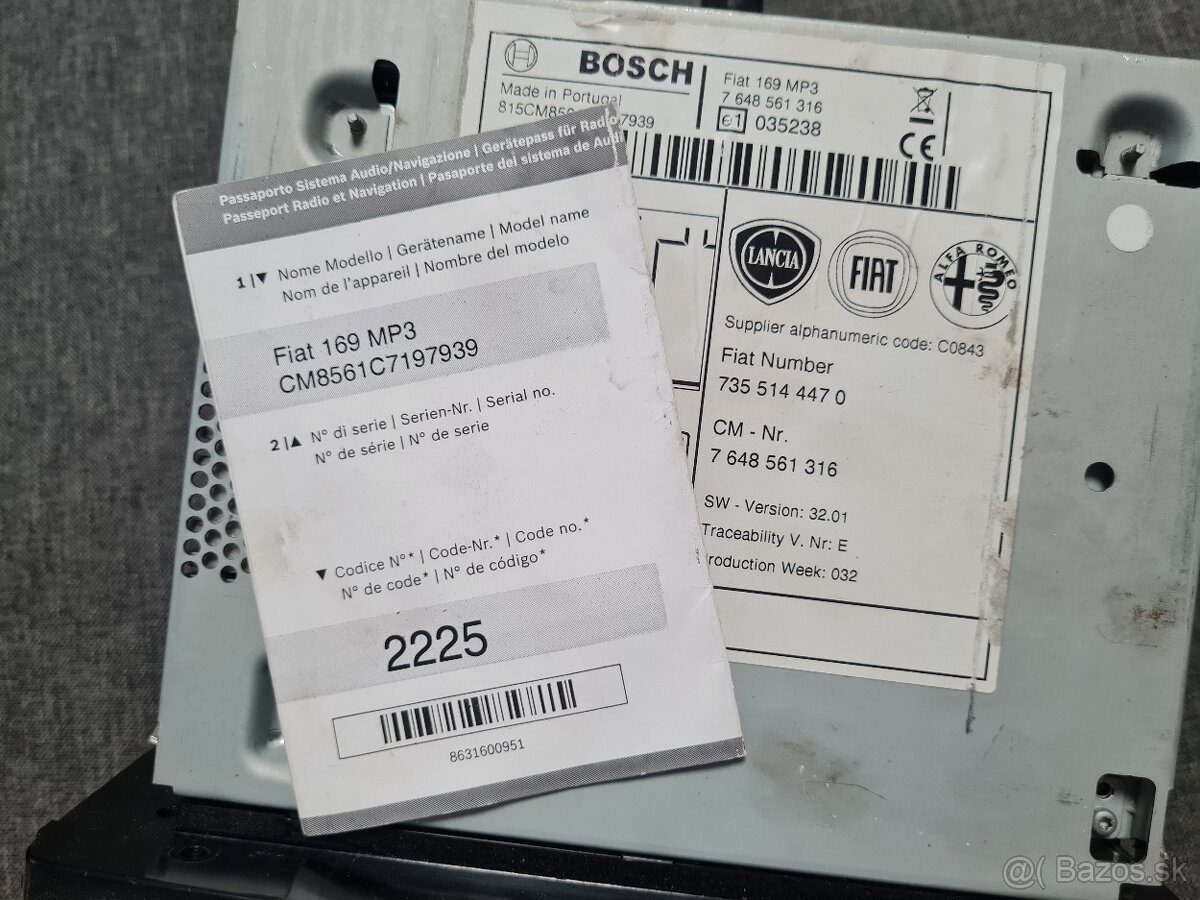 BOSCH
Made in Portugal
7939
Fiat 169 MP3
7 648 561 316
e1 035238
CE
LANCIA
FIAT
ALFA ROMEO
Supplier alphanumeric code: C0843
Fiat Number
735 514 447 0
CM - Nr.
7 648 561 316
SW - Version: 32.01
Traceability V. Nr: E
roduction Week: 032
Passaporto Sistema Audio/Navigazione | Gerätepass für Radio
Passeport Radio et Navigation | Pasaporte del sistema de Aud
1 |▼ Nome Modello | Gerätename | Model name
Nom de l'appareil | Nombre del modelo
Fiat 169 MP3
CM8561C7197939
2 |▲ N° di serie | Serien-Nr. | Serial no.
N° de série | N° de serie
▼ Codice N°* | Code-Nr.* | Code no.*
N° de code* | N° de código*
2225
8631600951
@( Bazos.sk